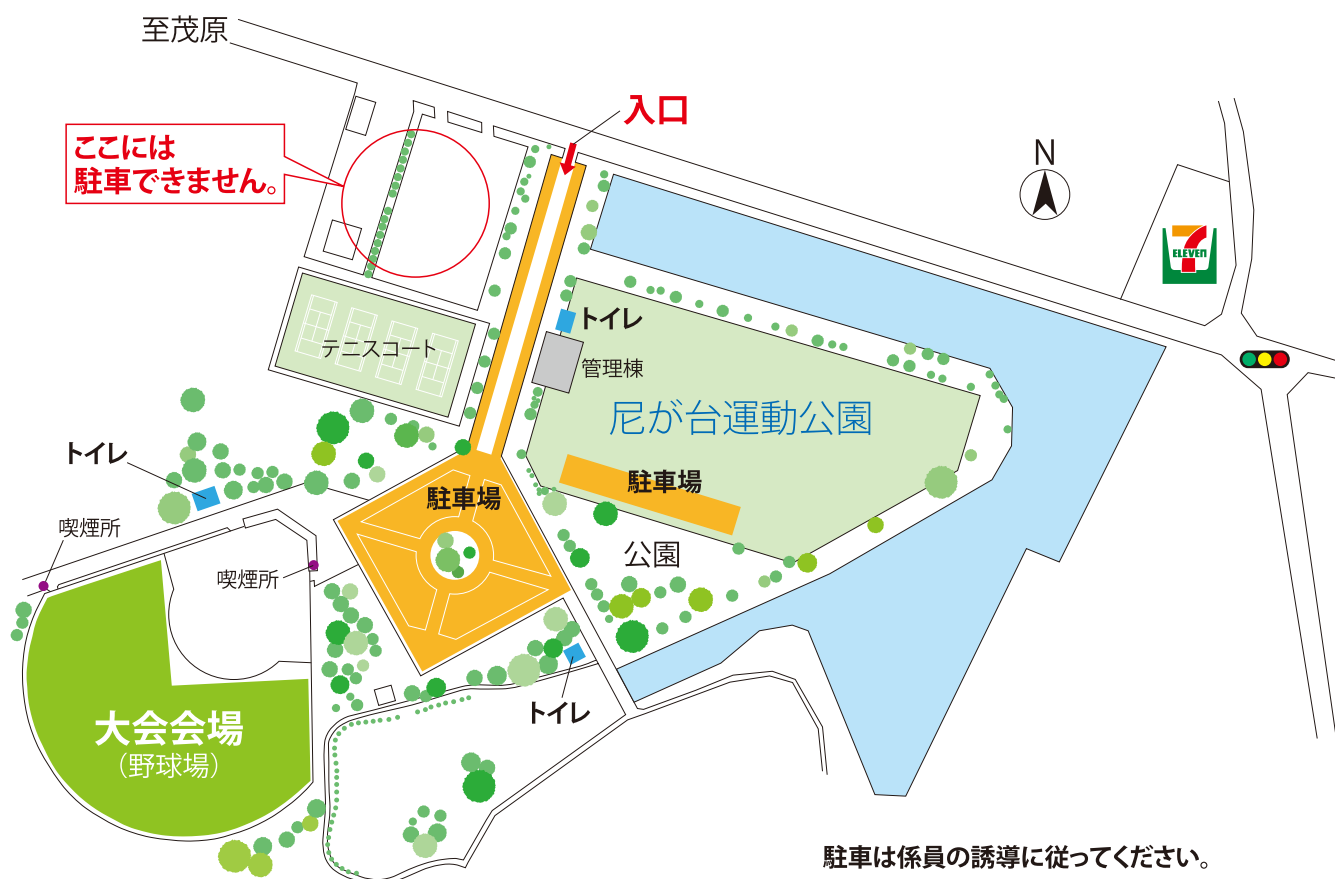 至茂原
入口
ここには
駐車できません。
N
7
ELEVEN
トイレ
管理棟
テニスコート
尼が台運動公園
トイレ
駐車場
駐車場
喫煙所
公園
喫煙所
大会会場
（野球場）
トイレ
駐車は係員の誘導に従ってください。